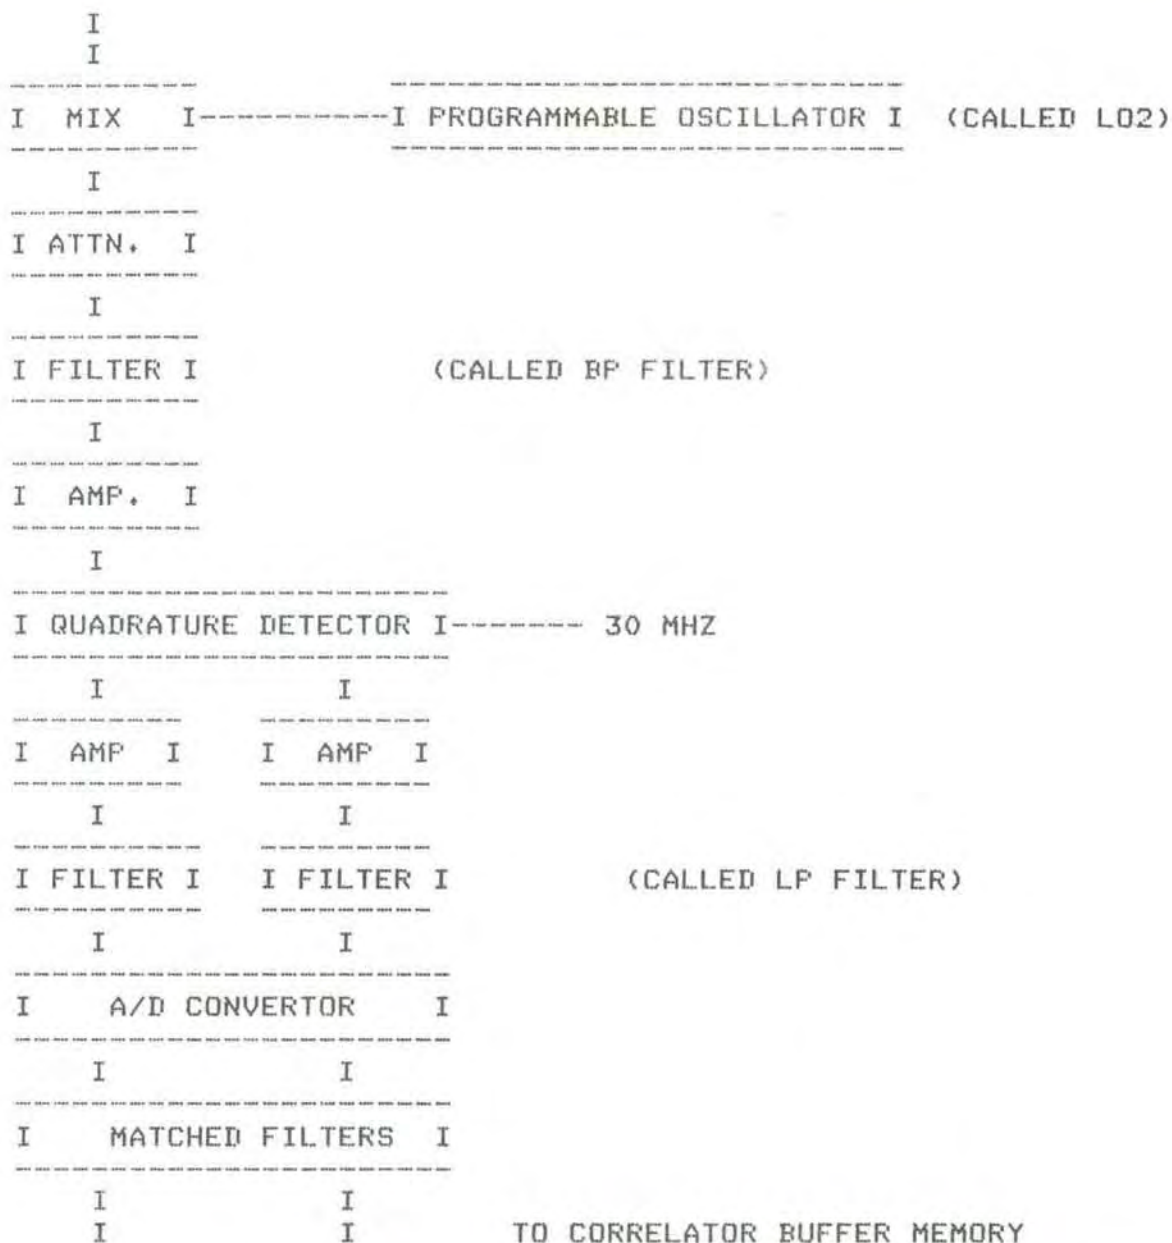 I
I
I MIX I-----------I PROGRAMMABLE OSCILLATOR I (CALLED LO2)
I
I ATTN. I
I
I FILTER I (CALLED BP FILTER)
I
I AMP. I
I
I QUADRATURE DETECTOR I-------- 30 MHZ
I I
I AMP I I AMP I
I I
I FILTER I I FILTER I (CALLED LP FILTER)
I I
I A/D CONVERTOR I
I I
I MATCHED FILTERS I
I I
I I TO CORRELATOR BUFFER MEMORY